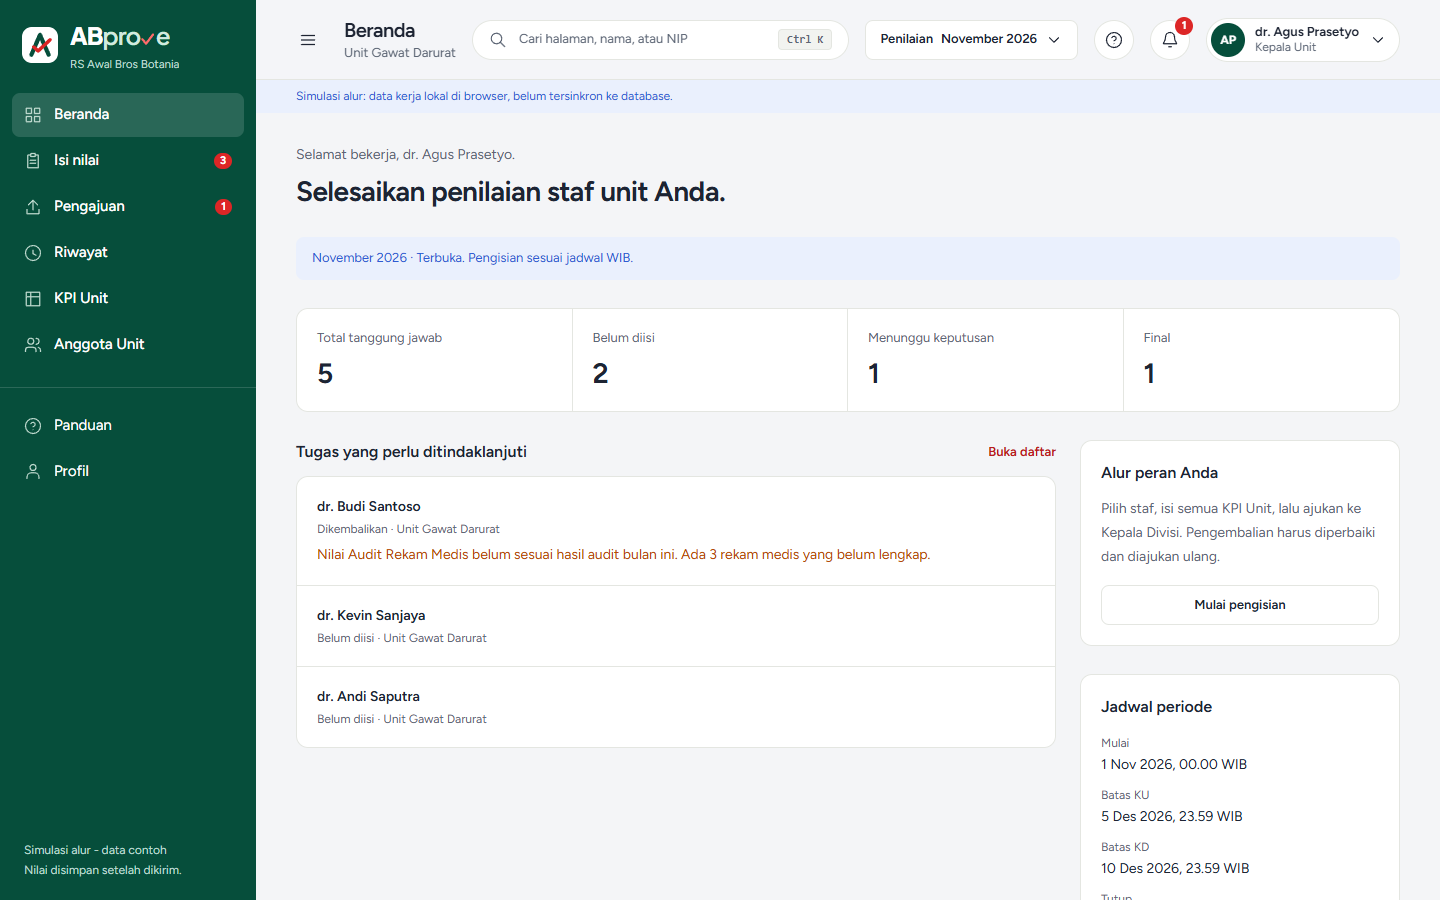 ABprove
RS Awal Bros Botania
Beranda
Isi nilai
3
Pengajuan
1
Riwayat
KPI Unit
Anggota Unit
Panduan
Profil
Simulasi alur - data contoh
Nilai disimpan setelah dikirim.
Beranda
Unit Gawat Darurat
Cari halaman, nama, atau NIP
Ctrl K
Penilaian November 2026
1
AP
dr. Agus Prasetyo
Kepala Unit
Simulasi alur: data kerja lokal di browser, belum tersinkron ke database.
Selamat bekerja, dr. Agus Prasetyo.
Selesaikan penilaian staf unit Anda.
November 2026 · Terbuka. Pengisian sesuai jadwal WIB.
Total tanggung jawab
5
Belum diisi
2
Menunggu keputusan
1
Final
1
Tugas yang perlu ditindaklanjuti
Buka daftar
dr. Budi Santoso
Dikembalikan · Unit Gawat Darurat
Nilai Audit Rekam Medis belum sesuai hasil audit bulan ini. Ada 3 rekam medis yang belum lengkap.
dr. Kevin Sanjaya
Belum diisi · Unit Gawat Darurat
dr. Andi Saputra
Belum diisi · Unit Gawat Darurat
Alur peran Anda
Pilih staf, isi semua KPI Unit, lalu ajukan ke
Kepala Divisi. Pengembalian harus diperbaiki
dan diajukan ulang.
Mulai pengisian
Jadwal periode
Mulai
1 Nov 2026, 00.00 WIB
Batas KU
5 Des 2026, 23.59 WIB
Batas KD
10 Des 2026, 23.59 WIB
Tutup